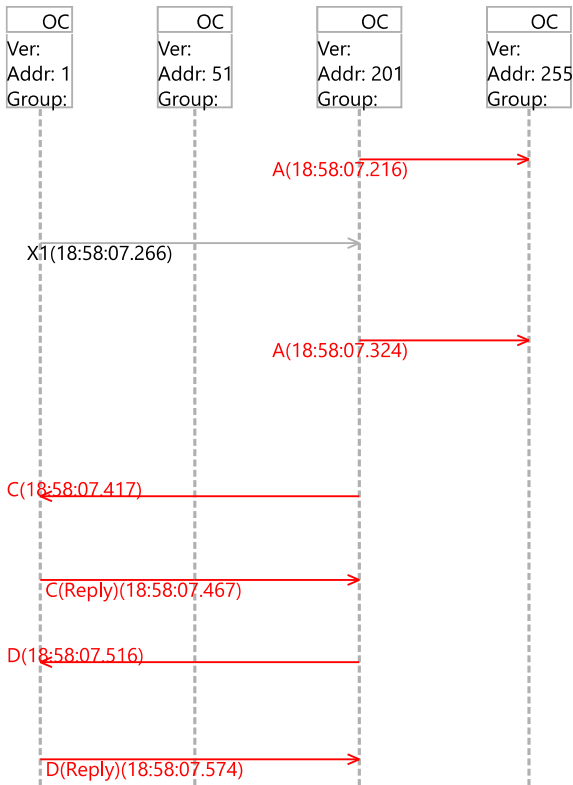 OC
Ver:
Addr: 1
Group:
OC
Ver:
Addr: 51
Group:
OC
Ver:
Addr: 201
Group:
OC
Ver:
Addr: 255
Group:
A(18:58:07.216)
X1(18:58:07.266)
A(18:58:07.324)
C(18:58:07.417)
C(Reply)(18:58:07.467)
D(18:58:07.516)
D(Reply)(18:58:07.574)